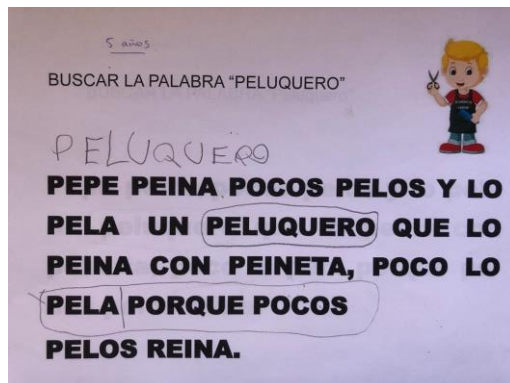 5 años
BUSCAR LA PALABRA "PELUQUERO"
PELUQUERO
PEPE PEINA POCOS PELOS Y LO
PELA UN PELUQUERO QUE LO
PEINA CON PEINETA, POCO LO
PELA PORQUE POCOS
PELOS REINA.